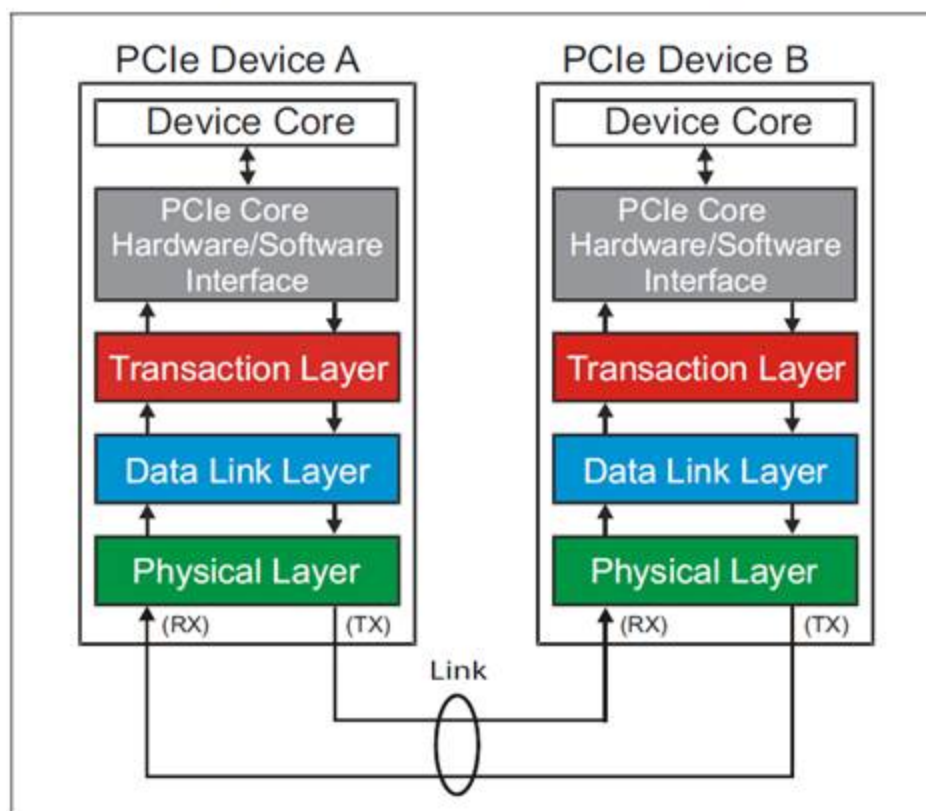 PCIe Device A
PCIe Device B
Device Core
Device Core
PCIe Core
Hardware/Software
Interface
PCIe Core
Hardware/Software
Interface
Transaction Layer
Transaction Layer
Data Link Layer
Data Link Layer
Physical Layer
Physical Layer
(RX)
(TX)
(RX)
(TX)
Link